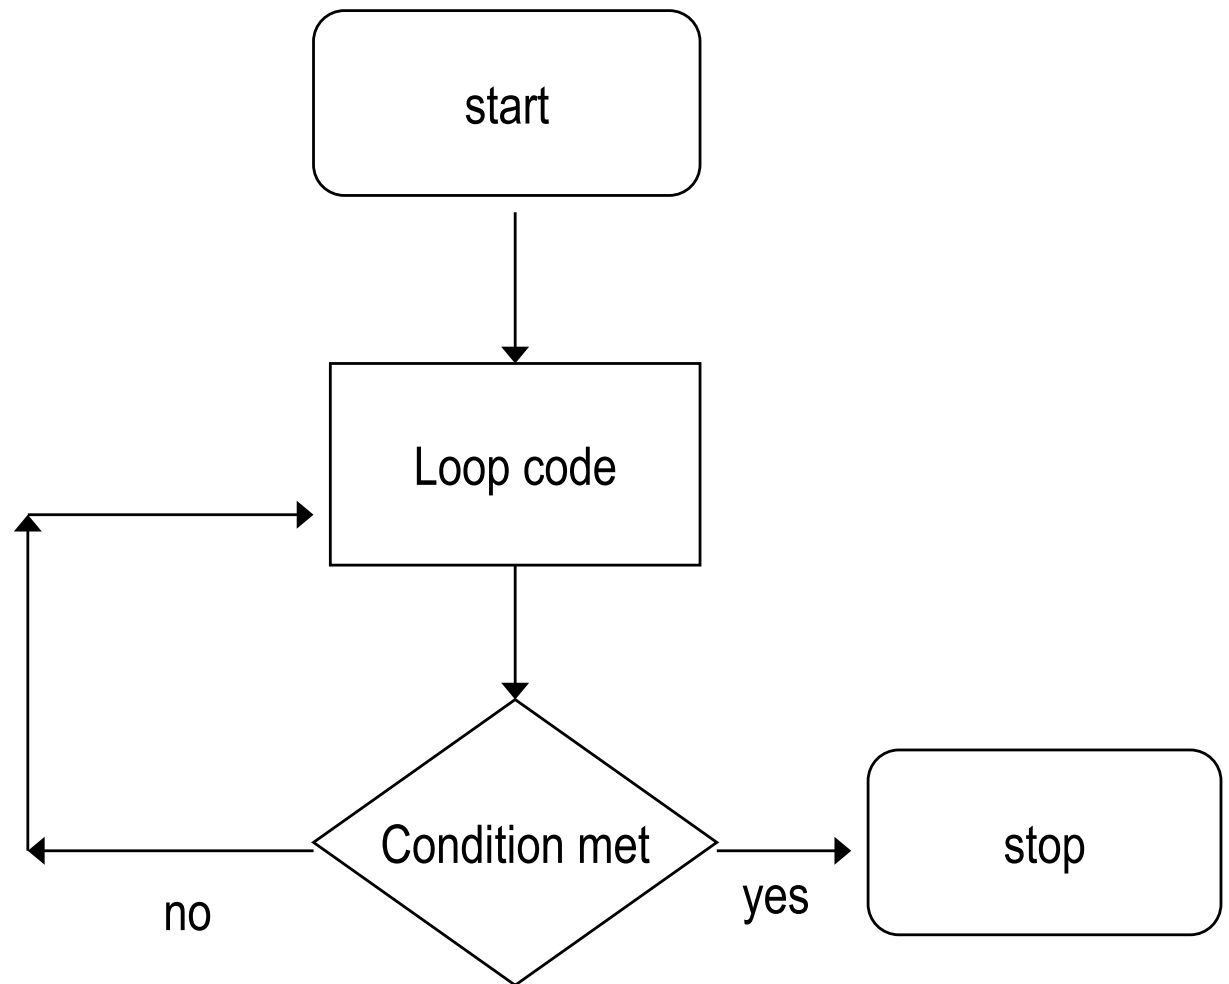 start
Loop code
Condition met
stop
yes
no